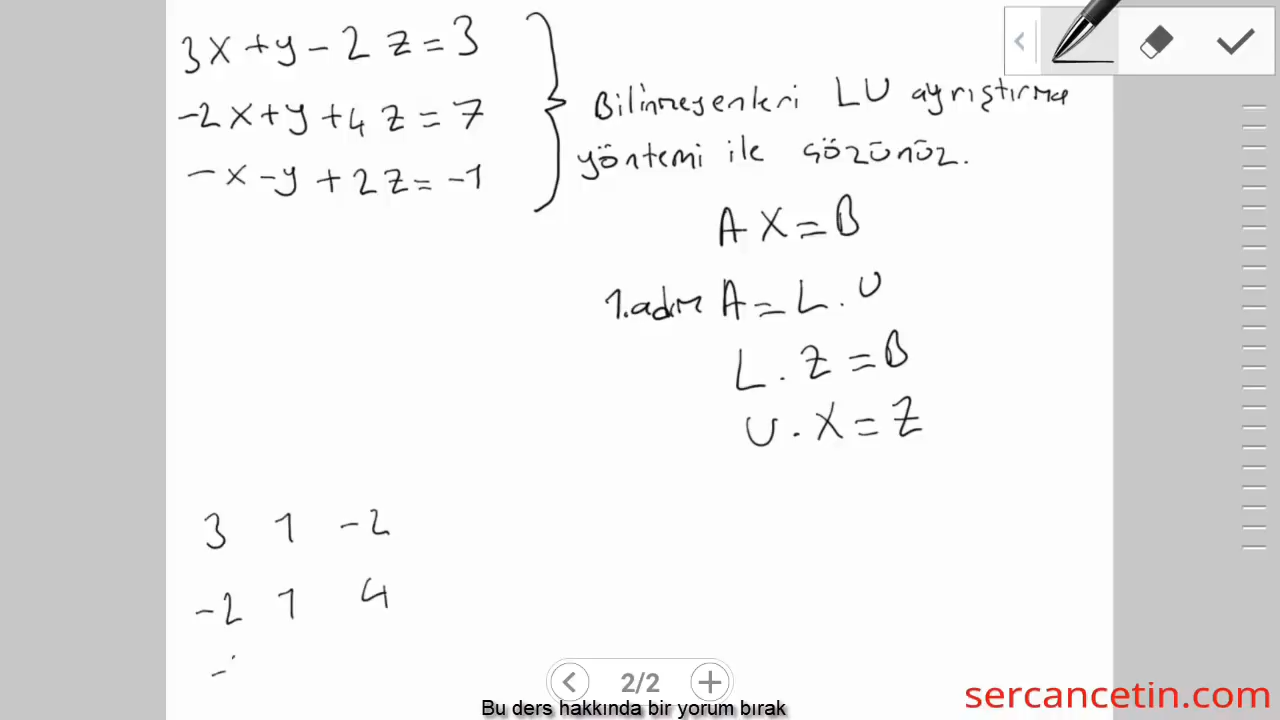 3x+y-2z=3
-2x+y+4z=7
-x-y+2z=-1
Bilinmeyenleri LU ayrıştırma
yöntemi ile çözünüz.
AX=B
1.adım A=L.U
L.Z=B
U.X=Z
3 1 -2
-2 1 4
-
2/2
Bu ders hakkında bir yorum bırak
sercancetin.com